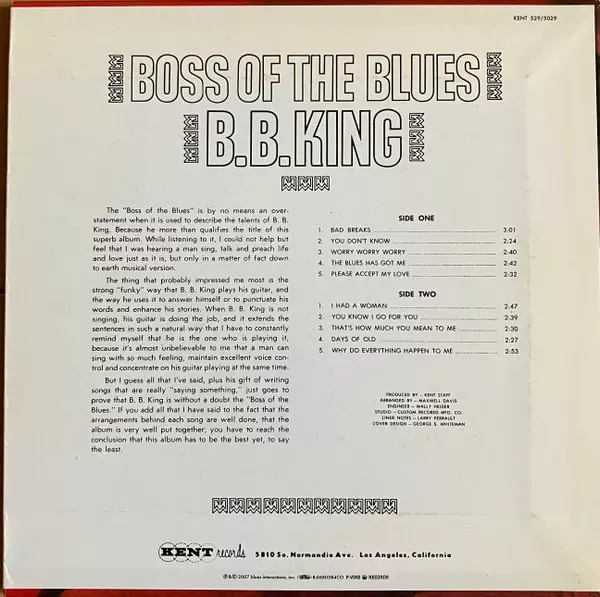 KENT 529/5029
BOSS OF THE BLUES
B.B.KING
The "Boss of the Blues" is by no means an over-
statement when it is used to describe the talents of B. B.
King. Because he more than qualifies the title of this
superb album. While listening to it, I could not help but
feel that I was hearing a man sing, talk and preach life
and love just as it is, but only in a matter of fact down
to earth musical version.
The thing that probably impressed me most is the
strong "funky" way that B. B. King plays his guitar, and
the way he uses it to answer himself or to punctuate his
words and enhance his stories. When B. B. King is not
singing, his guitar is doing the job, and it extends the
sentences in such a natural way that I have to constantly
remind myself that he is the one who is playing it,
because it's almost unbelievable to me that a man can
sing with so much feeling, maintain excellent voice con-
trol and concentrate on his guitar playing at the same time.
But I guess all that I've said, plus his gift of writing
songs that are really "saying something," just goes to
prove that B. B. King is without a doubt the "Boss of the
Blues." If you add all that I have said to the fact that the
arrangements behind each song are well done, that the
album is very well put together, you have to reach the
conclusion that this album has to be the best yet, to say
the least.
SIDE ONE
1. BAD BREAKS 3:01
2. YOU DON'T KNOW 2:24
3. WORRY WORRY WORRY 2:40
4. THE BLUES HAS GOT ME 2:42
5. PLEASE ACCEPT MY LOVE 2:32
SIDE TWO
1. I HAD A WOMAN 2:47
2. YOU KNOW I GO FOR YOU 2:39
3. THAT'S HOW MUCH YOU MEAN TO ME 2:30
4. DAYS OF OLD 2:27
5. WHY DO EVERYTHING HAPPEN TO ME 2:53
PRODUCED BY – KENT STAFF
ARRANGED BY – MAXWELL DAVIS
ENGINEER – WALLY HEIDER
STUDIO – CUSTOM RECORDS MFG. CO.
LINER NOTES – LARRY PERRAULT
COVER DESIGN – GEORGE S. WHITEMAN
KENT records 5810 So. Normandie Ave. Los Angeles, California
℗&© 2007 blues interactions, inc. P-VINE RECORDS